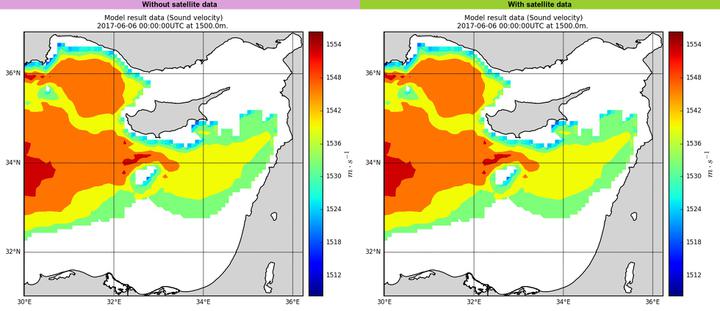 Without satellite data
With satellite data
Model result data (Sound velocity)
2017-06-06 00:00:00UTC at 1500.0m.
36°N
34°N
32°N
30°E
32°E
34°E
36°E
1554
1548
1542
1536
1530
1524
1518
1512
m · s⁻¹
Model result data (Sound velocity)
2017-06-06 00:00:00UTC at 1500.0m.
36°N
34°N
32°N
30°E
32°E
34°E
36°E
1554
1548
1542
1536
1530
1524
1518
1512
m · s⁻¹